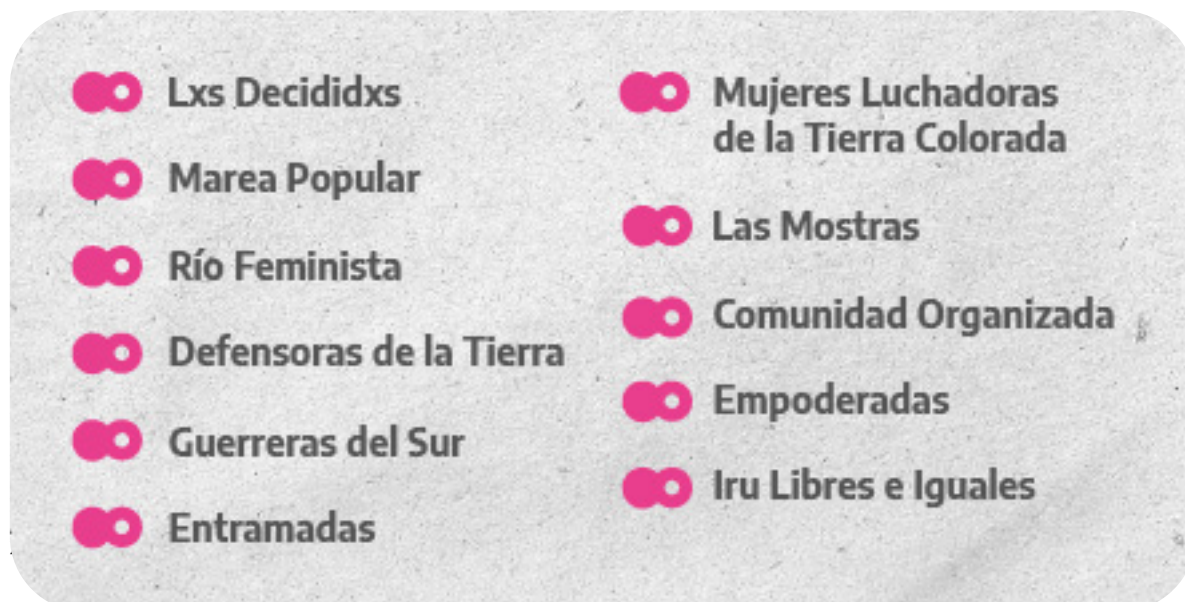 Lxs Decididxs
Marea Popular
Río Feminista
Defensoras de la Tierra
Guerreras del Sur
Entramadas
Mujeres Luchadoras
de la Tierra Colorada
Las Mostras
Comunidad Organizada
Empoderadas
Iru Libres e Iguales